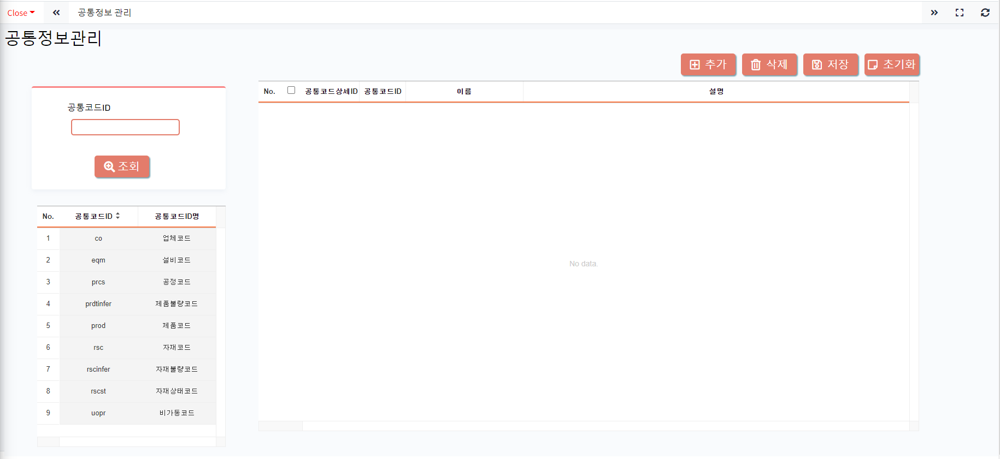 Close 공통정보 관리
공통정보관리
추가 삭제 저장 초기화
공통코드ID
조회
No. 공통코드ID 공통코드ID명
1 co 업체코드
2 eqm 설비코드
3 prcs 공정코드
4 prdtinfer 제품불량코드
5 prod 제품코드
6 rsc 자재코드
7 rscinfer 자재불량코드
8 rscst 자재상태코드
9 uopr 비가동코드
No. 공통코드상세ID 공통코드ID 이름 설명
No data.